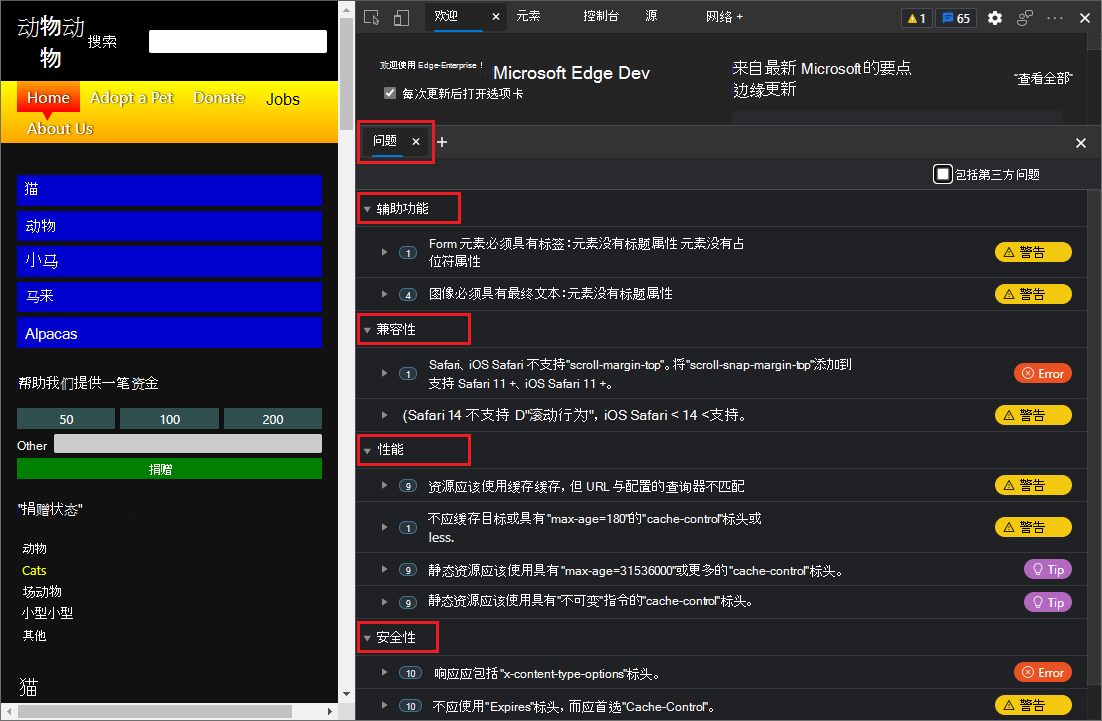 动物动
物
搜索
Home
Adopt a Pet
Donate
Jobs
About Us
猫
动物
小马
马来
Alpacas
帮助我们提供一笔资金
50
100
200
Other
捐赠
"捐赠状态"
动物
Cats
场动物
小型小型
其他
猫
欢迎
元素
控制台
源
网络 +
1
65
欢迎使用 Edge-Enterprise！
Microsoft Edge Dev
每次更新后打开选项卡
来自最新 Microsoft的要点
边缘更新
"查看全部"
问题
包括第三方问题
辅助功能
1
Form 元素必须具有标签：元素没有标题属性 元素没有占
位符属性
警告
4
图像必须具有最终文本：元素没有标题属性
警告
兼容性
1
Safari、iOS Safari 不支持"scroll-margin-top"。将"scroll-snap-margin-top"添加到
支持 Safari 11 +、iOS Safari 11 +。
Error
(Safari 14 不支持 D"滚动行为"，iOS Safari < 14 <支持。
警告
性能
9
资源应该使用缓存缓存，但 URL 与配置的查询器不匹配
警告
1
不应缓存目标或具有"max-age=180"的"cache-control"标头或
less.
警告
9
静态资源应该使用具有"max-age=31536000"或更多的"cache-control"标头。
Tip
9
静态资源应该使用具有"不可变"指令的"cache-control"标头。
Tip
安全性
10
响应应包括"x-content-type-options"标头。
Error
10
不应使用"Expires"标头，而应首选"Cache-Control"。
警告